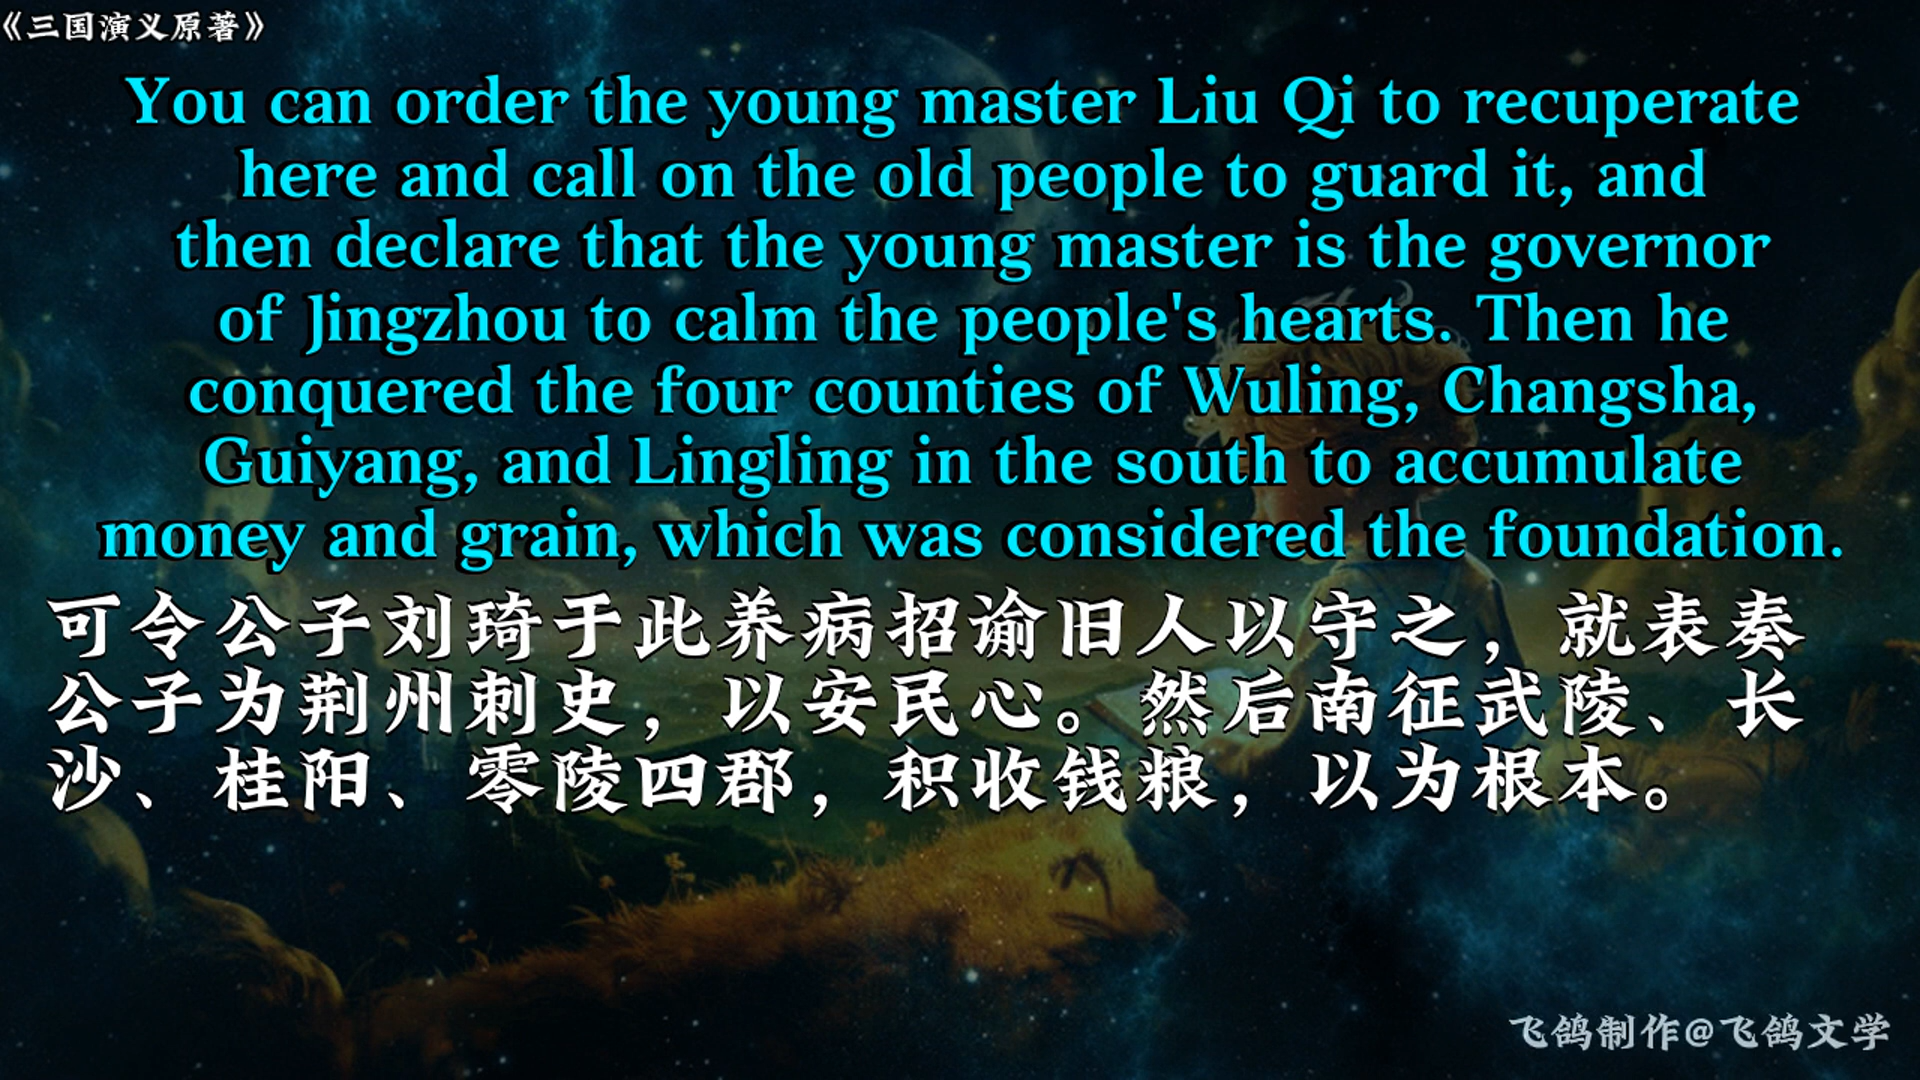 《三国演义原著》
You can order the young master Liu Qi to recuperate
here and call on the old people to guard it, and
then declare that the young master is the governor
of Jingzhou to calm the people's hearts. Then he
conquered the four counties of Wuling, Changsha,
Guiyang, and Lingling in the south to accumulate
money and grain, which was considered the foundation.
可令公子刘琦于此养病招谕旧人以守之，就表奏
公子为荆州刺史，以安民心。然后南征武陵、长
沙、桂阳、零陵四郡，积收钱粮，以为根本。
飞鸽制作@飞鸽文学